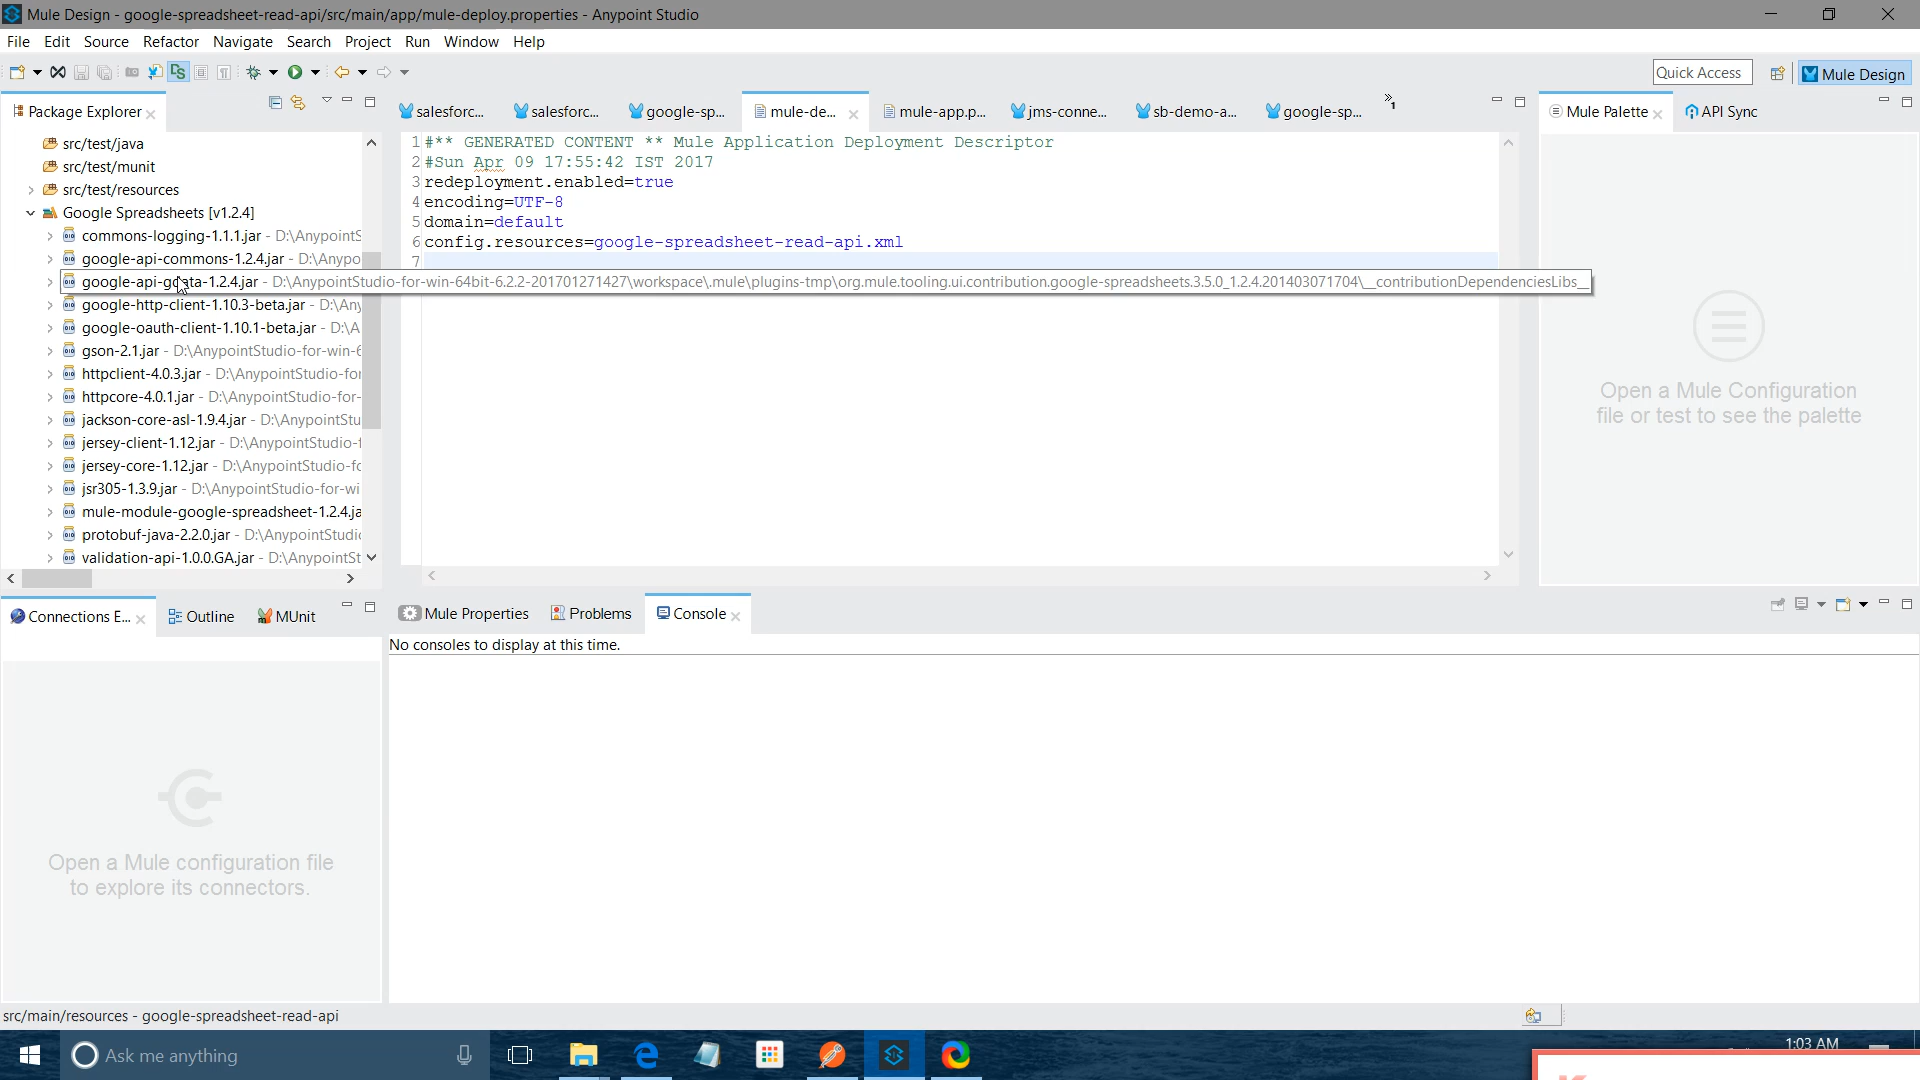 Mule Design - google-spreadsheet-read-api/src/main/app/mule-deploy.properties - Anypoint Studio
File Edit Source Refactor Navigate Search Project Run Window Help
Quick Access
Mule Design
Package Explorer
salesforc...
salesforc...
google-sp...
mule-de...
mule-app.p...
jms-conne...
sb-demo-a...
google-sp...
1
Mule Palette
API Sync
src/test/java
src/test/munit
src/test/resources
Google Spreadsheets [v1.2.4]
commons-logging-1.1.1.jar - D:\AnypointS
google-api-commons-1.2.4.jar - D:\Anypo
google-api-gdata-1.2.4.jar - D:\AnypointStudio-for-win-64bit-6.2.2-201701271427\workspace\.mule\plugins-tmp\org.mule.tooling.ui.contribution.google-spreadsheets.3.5.0_1.2.4.201403071704\__contributionDependenciesLibs__
google-http-client-1.10.3-beta.jar - D:\Any
google-oauth-client-1.10.1-beta.jar - D:\A
gson-2.1.jar - D:\AnypointStudio-for-win-6
httpclient-4.0.3.jar - D:\AnypointStudio-for
httpcore-4.0.1.jar - D:\AnypointStudio-for-
jackson-core-asl-1.9.4.jar - D:\AnypointStu
jersey-client-1.12.jar - D:\AnypointStudio-f
jersey-core-1.12.jar - D:\AnypointStudio-fo
jsr305-1.3.9.jar - D:\AnypointStudio-for-wi
mule-module-google-spreadsheet-1.2.4.ja
protobuf-java-2.2.0.jar - D:\AnypointStudio
validation-api-1.0.0.GA.jar - D:\AnypointSt
1 #** GENERATED CONTENT ** Mule Application Deployment Descriptor
2 #Sun Apr 09 17:55:42 IST 2017
3 redeployment.enabled=true
4 encoding=UTF-8
5 domain=default
6 config.resources=google-spreadsheet-read-api.xml
7
Open a Mule Configuration
file or test to see the palette
Connections E...
Outline
MUnit
Mule Properties
Problems
Console
No consoles to display at this time.
Open a Mule configuration file
to explore its connectors.
src/main/resources - google-spreadsheet-read-api
Ask me anything
1:03 AM